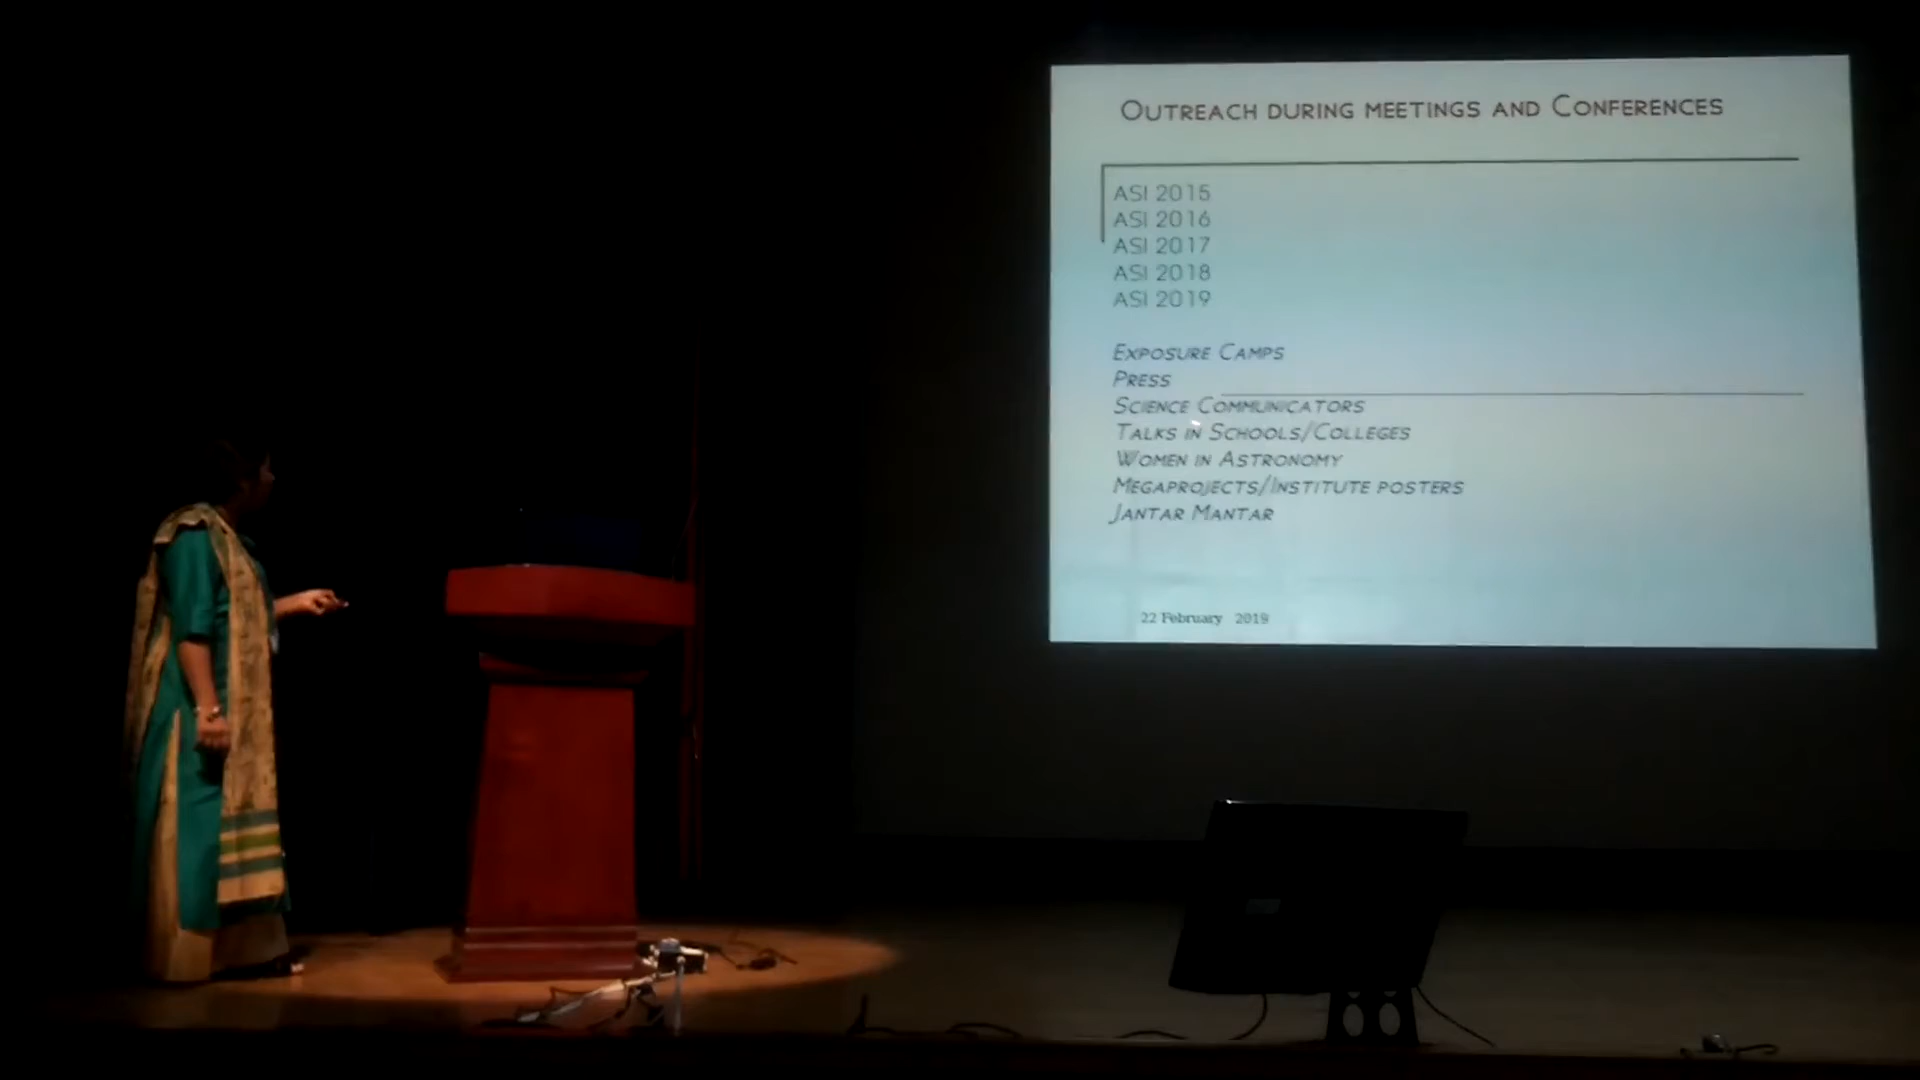 Outreach during meetings and Conferences
ASI 2015
ASI 2016
ASI 2017
ASI 2018
ASI 2019
Exposure Camps
Press
Science Communicators
Talks in Schools/Colleges
Women in Astronomy
Megaprojects/Institute posters
Jantar Mantar
22 February 2019